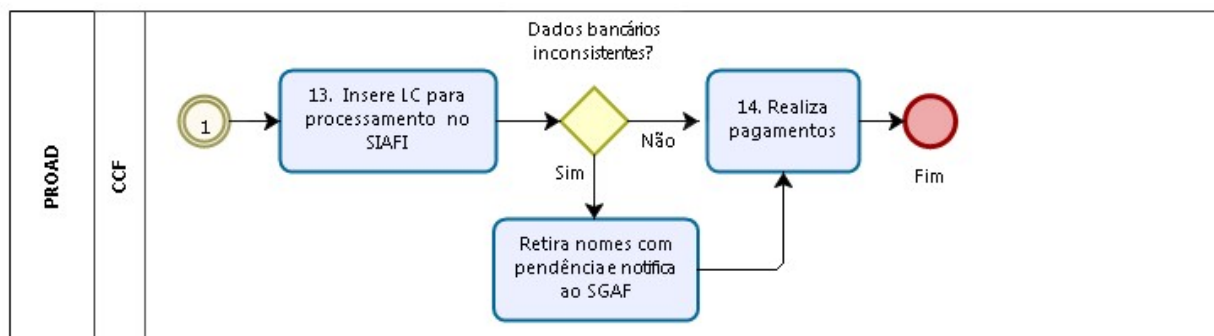 PROAD
CCF
1
13. Insere LC para
processamento no
SIAFI
Dados bancários
inconsistentes?
Não
Sim
14. Realiza
pagamentos
Fim
Retira nomes com
pendência e notifica
ao SGAF